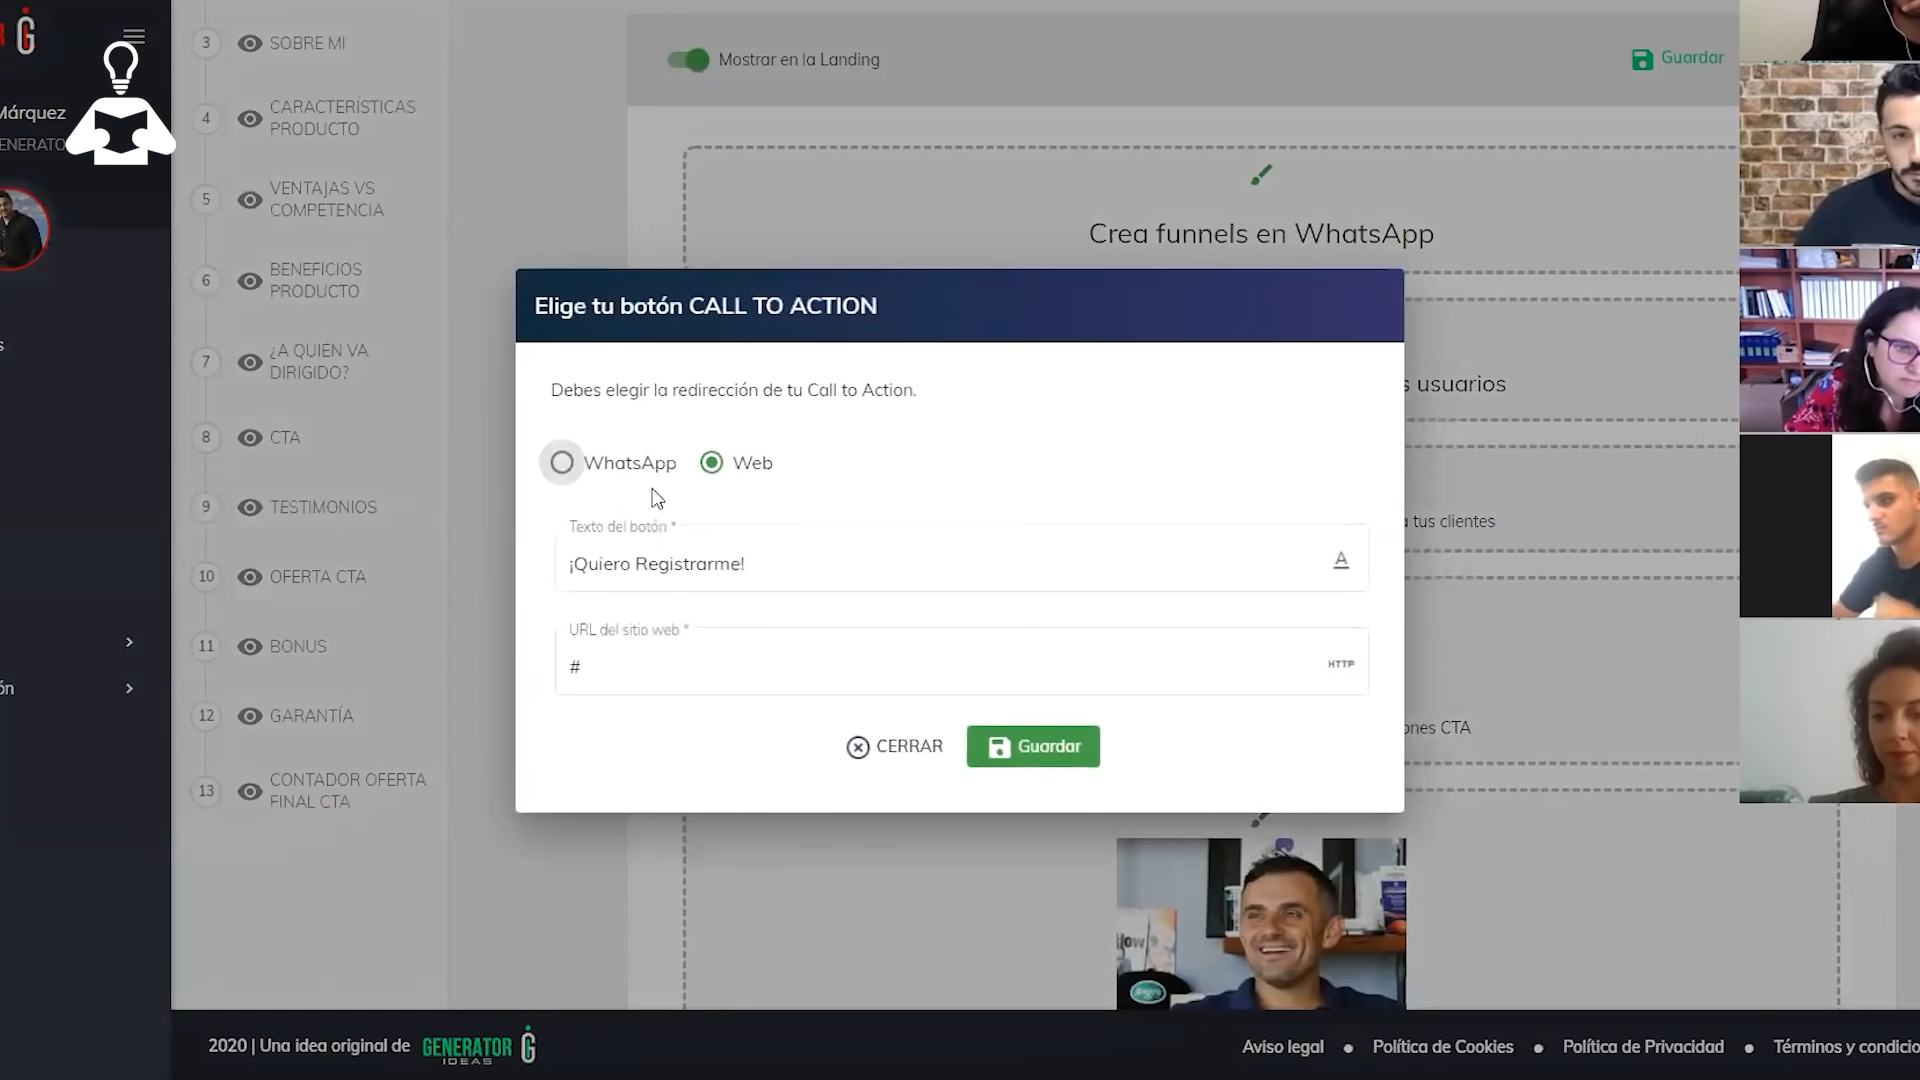 Márquez
3 SOBRE MI
4 CARACTERÍSTICAS
PRODUCTO
5 VENTAJAS VS
COMPETENCIA
6 BENEFICIOS
PRODUCTO
7 ¿A QUIÉN VA
DIRIGIDO?
8 CTA
9 TESTIMONIOS
10 OFERTA CTA
11 BONUS
12 GARANTÍA
13 CONTADOR OFERTA
FINAL CTA
Mostrar en la Landing
Guardar
Crea funnels en WhatsApp
Elige tu botón CALL TO ACTION
Debes elegir la redirección de tu Call to Action.
WhatsApp Web
Texto del botón *
¡Quiero Registrarme!
URL del sitio web *
# HTTP
CERRAR Guardar
s usuarios
a tus clientes
ones CTA
2020 | Una idea original de GENERATOR
IDEAS
Aviso legal • Política de Cookies • Política de Privacidad • Términos y condicio